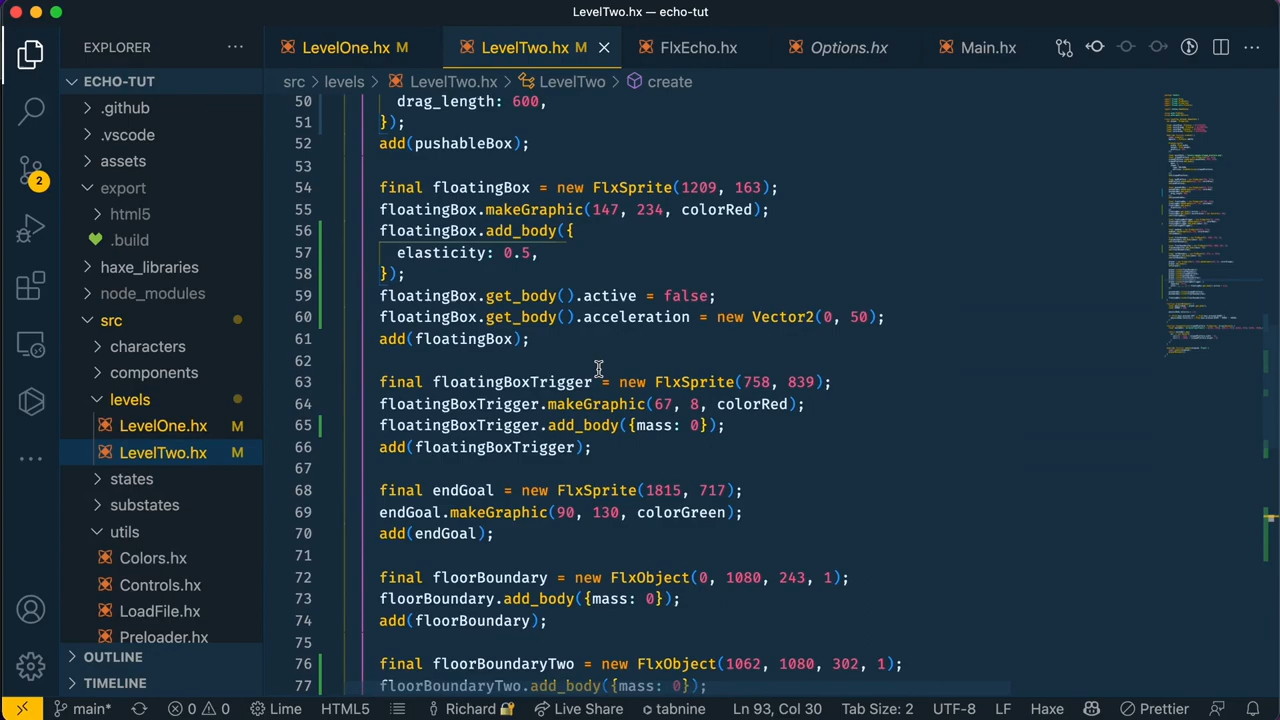 LevelTwo.hx — echo-tut
EXPLORER
LevelOne.hx M
LevelTwo.hx M
FlxEcho.hx
Options.hx
Main.hx
ECHO-TUT
src > levels > LevelTwo.hx > LevelTwo > create
.github
.vscode
assets
export
html5
.build
haxe_libraries
node_modules
src
characters
components
levels
LevelOne.hx M
LevelTwo.hx M
states
substates
utils
Colors.hx
Controls.hx
LoadFile.hx
Preloader.hx
OUTLINE
TIMELINE
2
50 drag_length: 600,
51 });
52 add(pushableBox);
53
54 final floatingBox = new FlxSprite(1209, 163);
55 floatingBox.makeGraphic(147, 234, colorRed);
56 floatingBox.add_body({
57 elasticity: 0.5,
58 });
59 floatingBox.get_body().active = false;
60 floatingBox.get_body().acceleration = new Vector2(0, 50);
61 add(floatingBox);
62
63 final floatingBoxTrigger = new FlxSprite(758, 839);
64 floatingBoxTrigger.makeGraphic(67, 8, colorRed);
65 floatingBoxTrigger.add_body({mass: 0});
66 add(floatingBoxTrigger);
67
68 final endGoal = new FlxSprite(1815, 717);
69 endGoal.makeGraphic(90, 130, colorGreen);
70 add(endGoal);
71
72 final floorBoundary = new FlxObject(0, 1080, 243, 1);
73 floorBoundary.add_body({mass: 0});
74 add(floorBoundary);
75
76 final floorBoundaryTwo = new FlxObject(1062, 1080, 302, 1);
77 floorBoundaryTwo.add_body({mass: 0});
main* 0 0 Lime HTML5 Richard Live Share tabnine Ln 93, Col 30 Tab Size: 2 UTF-8 LF Haxe Prettier